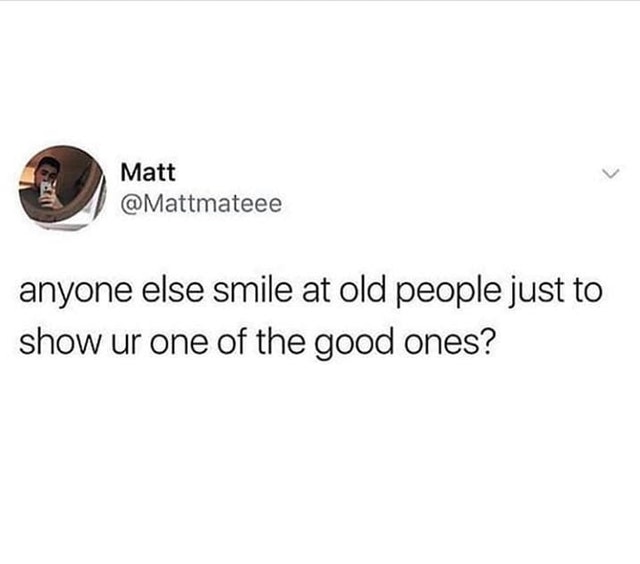 Matt
@Mattmateee
anyone else smile at old people just to
show ur one of the good ones?